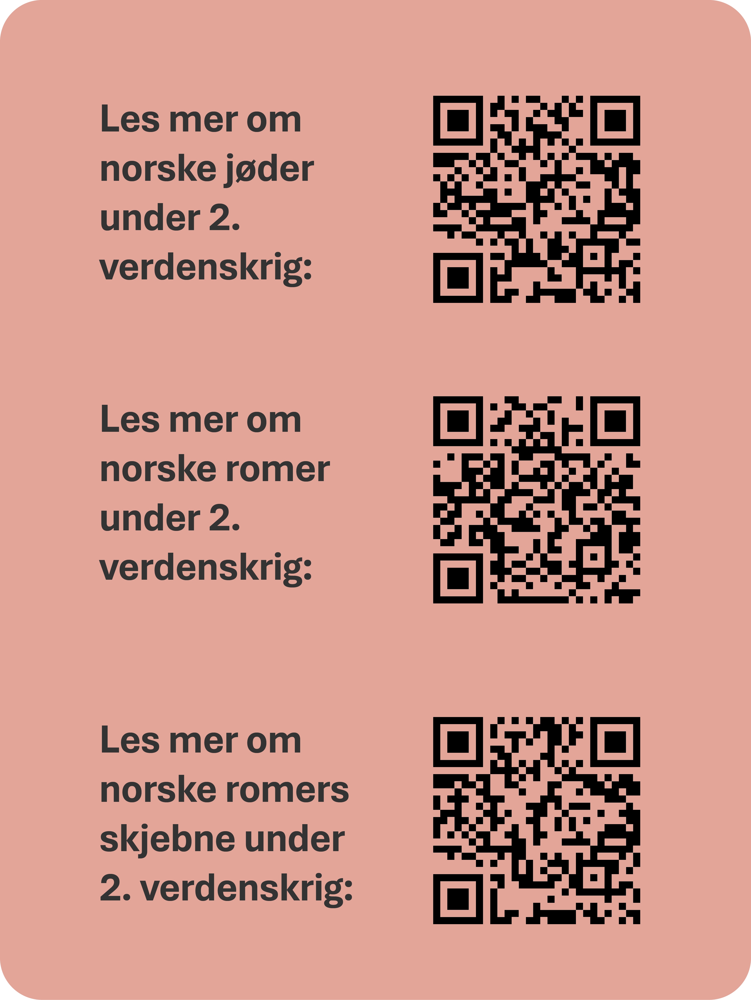 Les mer om
norske jøder
under 2.
verdenskrig:
Les mer om
norske romer
under 2.
verdenskrig:
Les mer om
norske romers
skjebne under
2. verdenskrig: